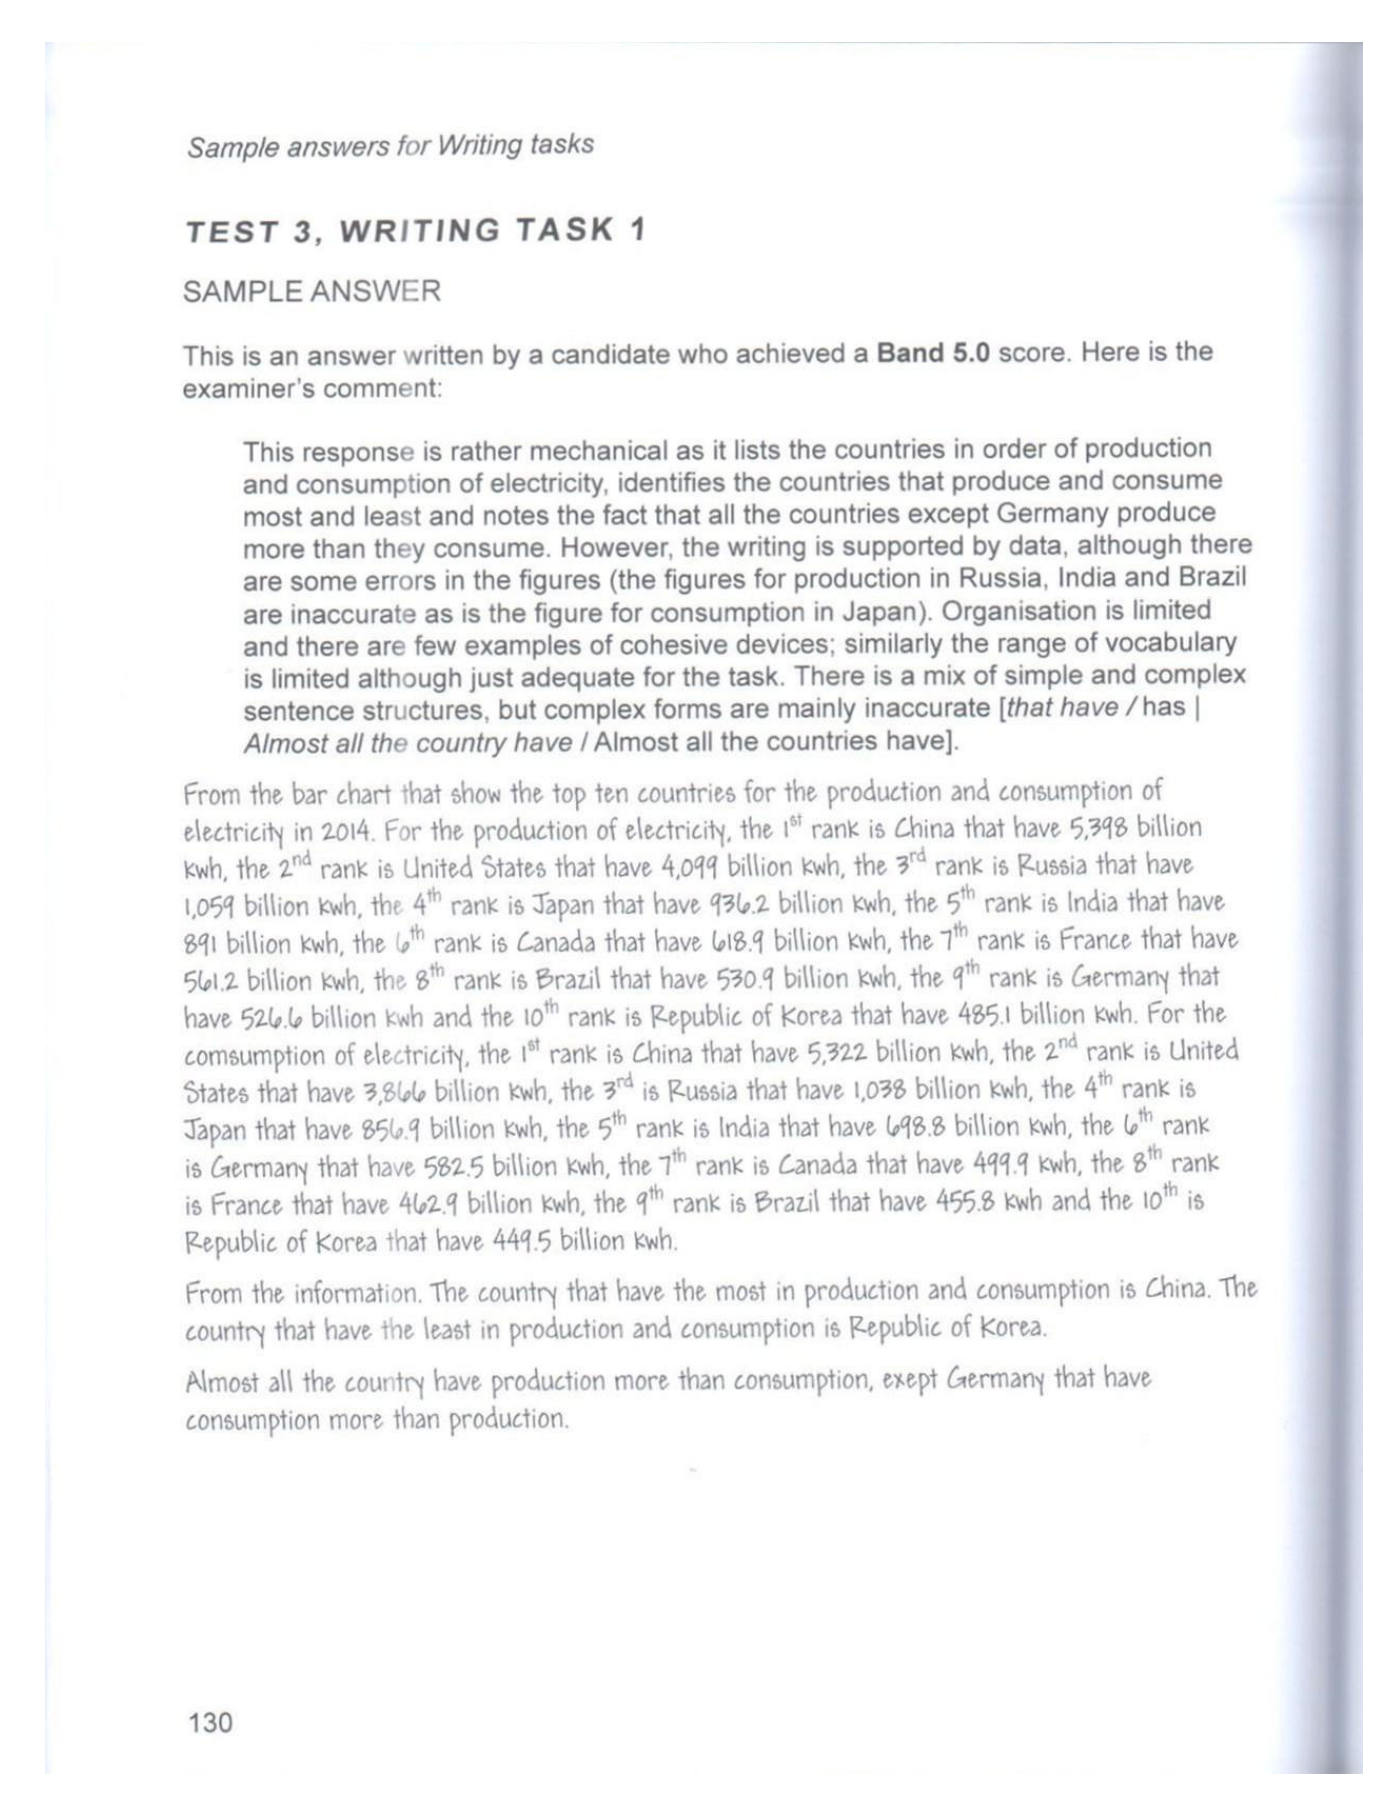 Sample answers for Writing tasks
TEST 3, WRITING TASK 1
SAMPLE ANSWER
This is an answer written by a candidate who achieved a Band 5.0 score. Here is the
examiner's comment:
This response is rather mechanical as it lists the countries in order of production
and consumption of electricity, identifies the countries that produce and consume
most and least and notes the fact that all the countries except Germany produce
more than they consume. However, the writing is supported by data, although there
are some errors in the figures (the figures for production in Russia, India and Brazil
are inaccurate as is the figure for consumption in Japan). Organisation is limited
and there are few examples of cohesive devices; similarly the range of vocabulary
is limited although just adequate for the task. There is a mix of simple and complex
sentence structures, but complex forms are mainly inaccurate [that have / has |
Almost all the country have / Almost all the countries have].
From the bar chart that show the top ten countries for the production and consumption of
electricity in 2014. For the production of electricity, the 1st rank is China that have 5,398 billion
kwh, the 2nd rank is United States that have 4,099 billion kwh, the 3rd rank is Russia that have
1,059 billion kwh, the 4th rank is Japan that have 936.2 billion kwh, the 5th rank is India that have
891 billion kwh, the 6th rank is Canada that have 618.9 billion kwh, the 7th rank is France that have
561.2 billion kwh, the 8th rank is Brazil that have 530.9 billion kwh, the 9th rank is Germany that
have 526.6 billion kwh and the 10th rank is Republic of Korea that have 485.1 billion kwh. For the
comsumption of electricity, the 1st rank is China that have 5,322 billion kwh, the 2nd rank is United
States that have 3,866 billion kwh, the 3rd is Russia that have 1,038 billion kwh, the 4th rank is
Japan that have 856.9 billion kwh, the 5th rank is India that have 698.8 billion kwh, the 6th rank
is Germany that have 582.5 billion kwh, the 7th rank is Canada that have 499.9 kwh, the 8th rank
is France that have 462.9 billion kwh, the 9th rank is Brazil that have 455.8 kwh and the 10th is
Republic of Korea that have 449.5 billion kwh.
From the information. The country that have the most in production and consumption is China. The
country that have the least in production and consumption is Republic of Korea.
Almost all the country have production more than consumption, exept Germany that have
consumption more than production.
130